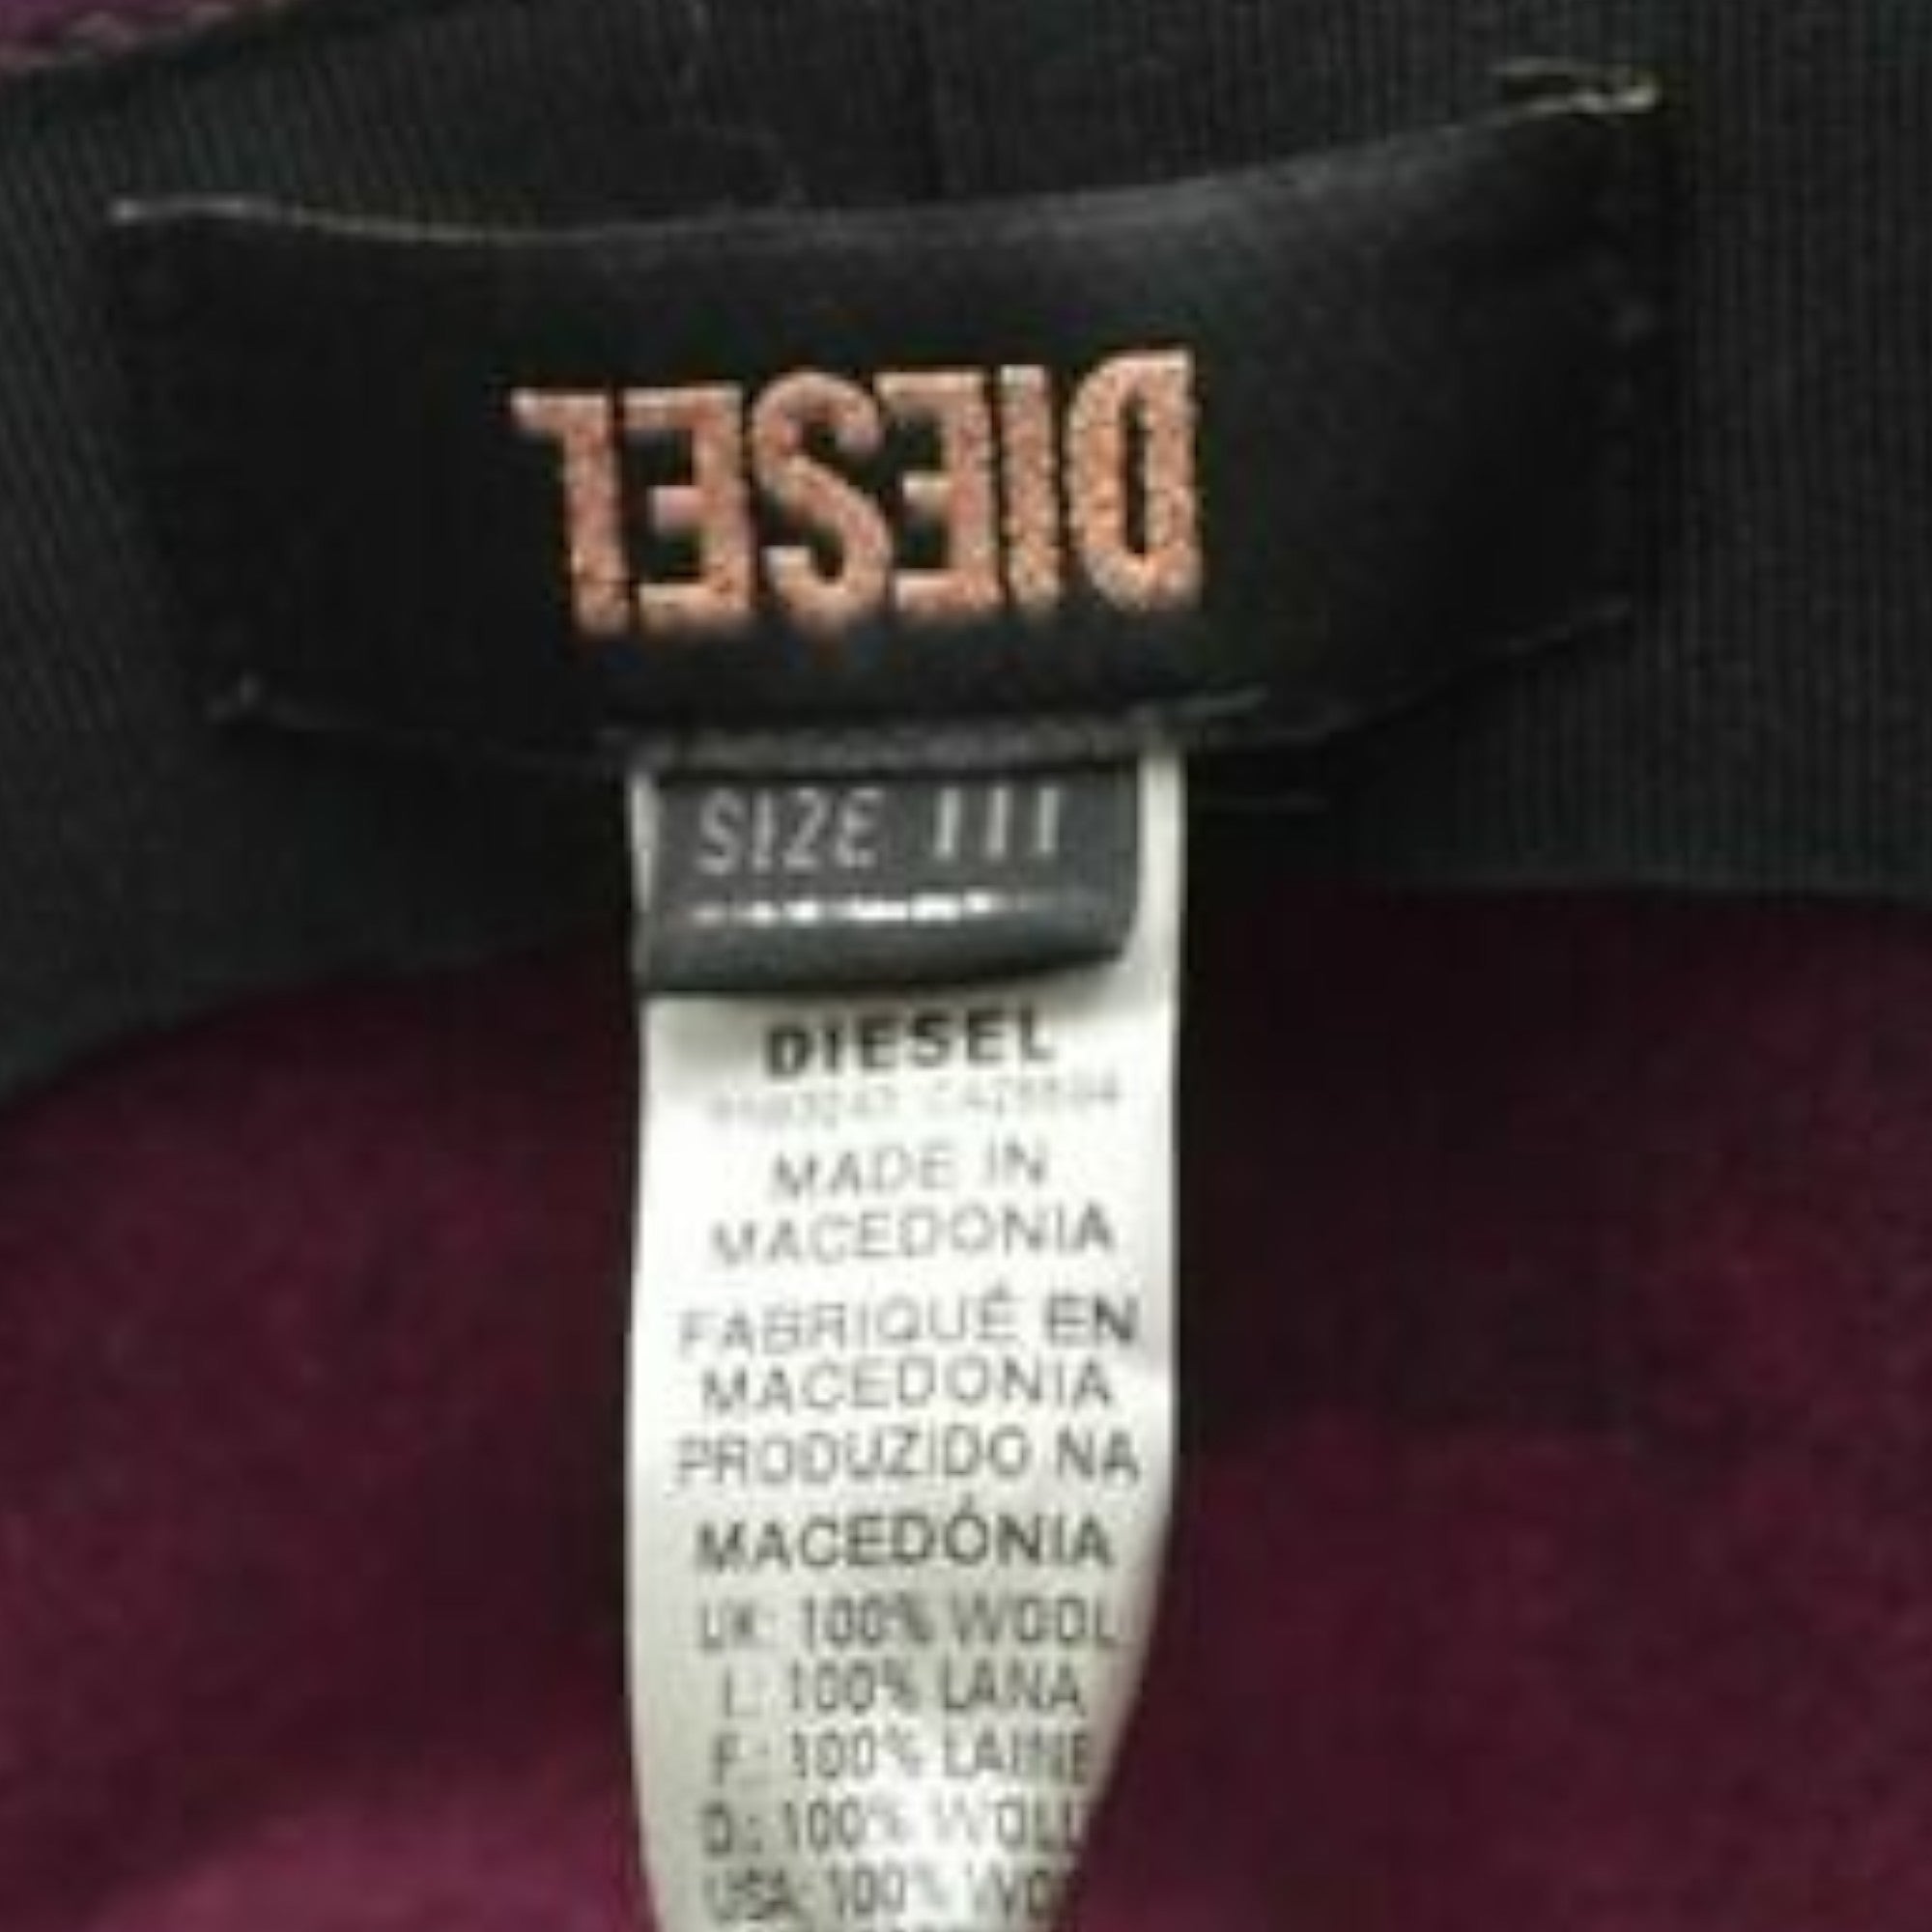 DIESEL
SIZE III
DIESEL
MADE IN
MACEDONIA
FABRIQUÉ EN
MACEDONIA
PRODUZIDO NA
MACEDÓNIA
UK: 100% WOOL
I.: 100% LANA
F.: 100% LAINE
D.: 100%
USA: 100%